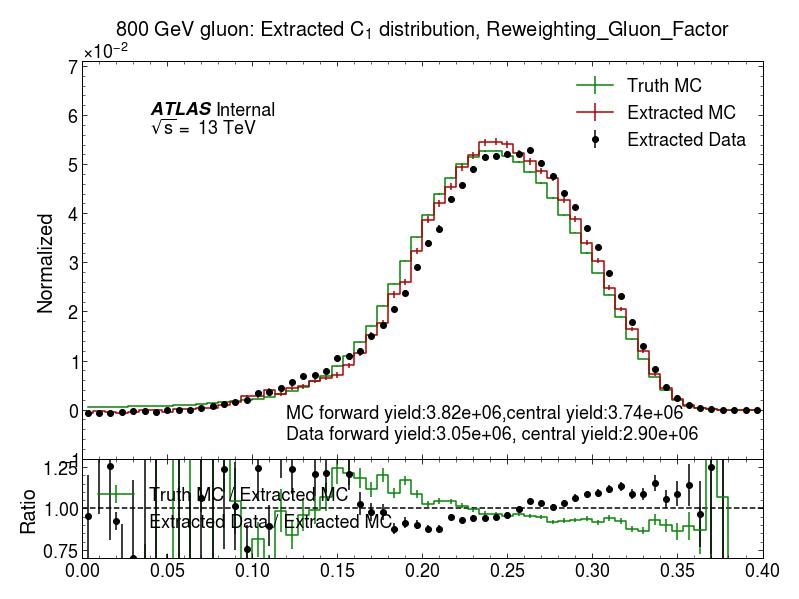 800 GeV gluon: Extracted C₁ distribution, Reweighting_Gluon_Factor
×10⁻²
7
6
5
4
3
2
1
0
1
Normalized
ATLAS Internal
√s = 13 TeV
Truth MC
Extracted MC
Extracted Data
MC forward yield:3.82e+06,central yield:3.74e+06
Data forward yield:3.05e+06, central yield:2.90e+06
1.25
1.00
0.75
Ratio
Truth MC / Extracted MC
Extracted Data / Extracted MC
0.00 0.05 0.10 0.15 0.20 0.25 0.30 0.35 0.40